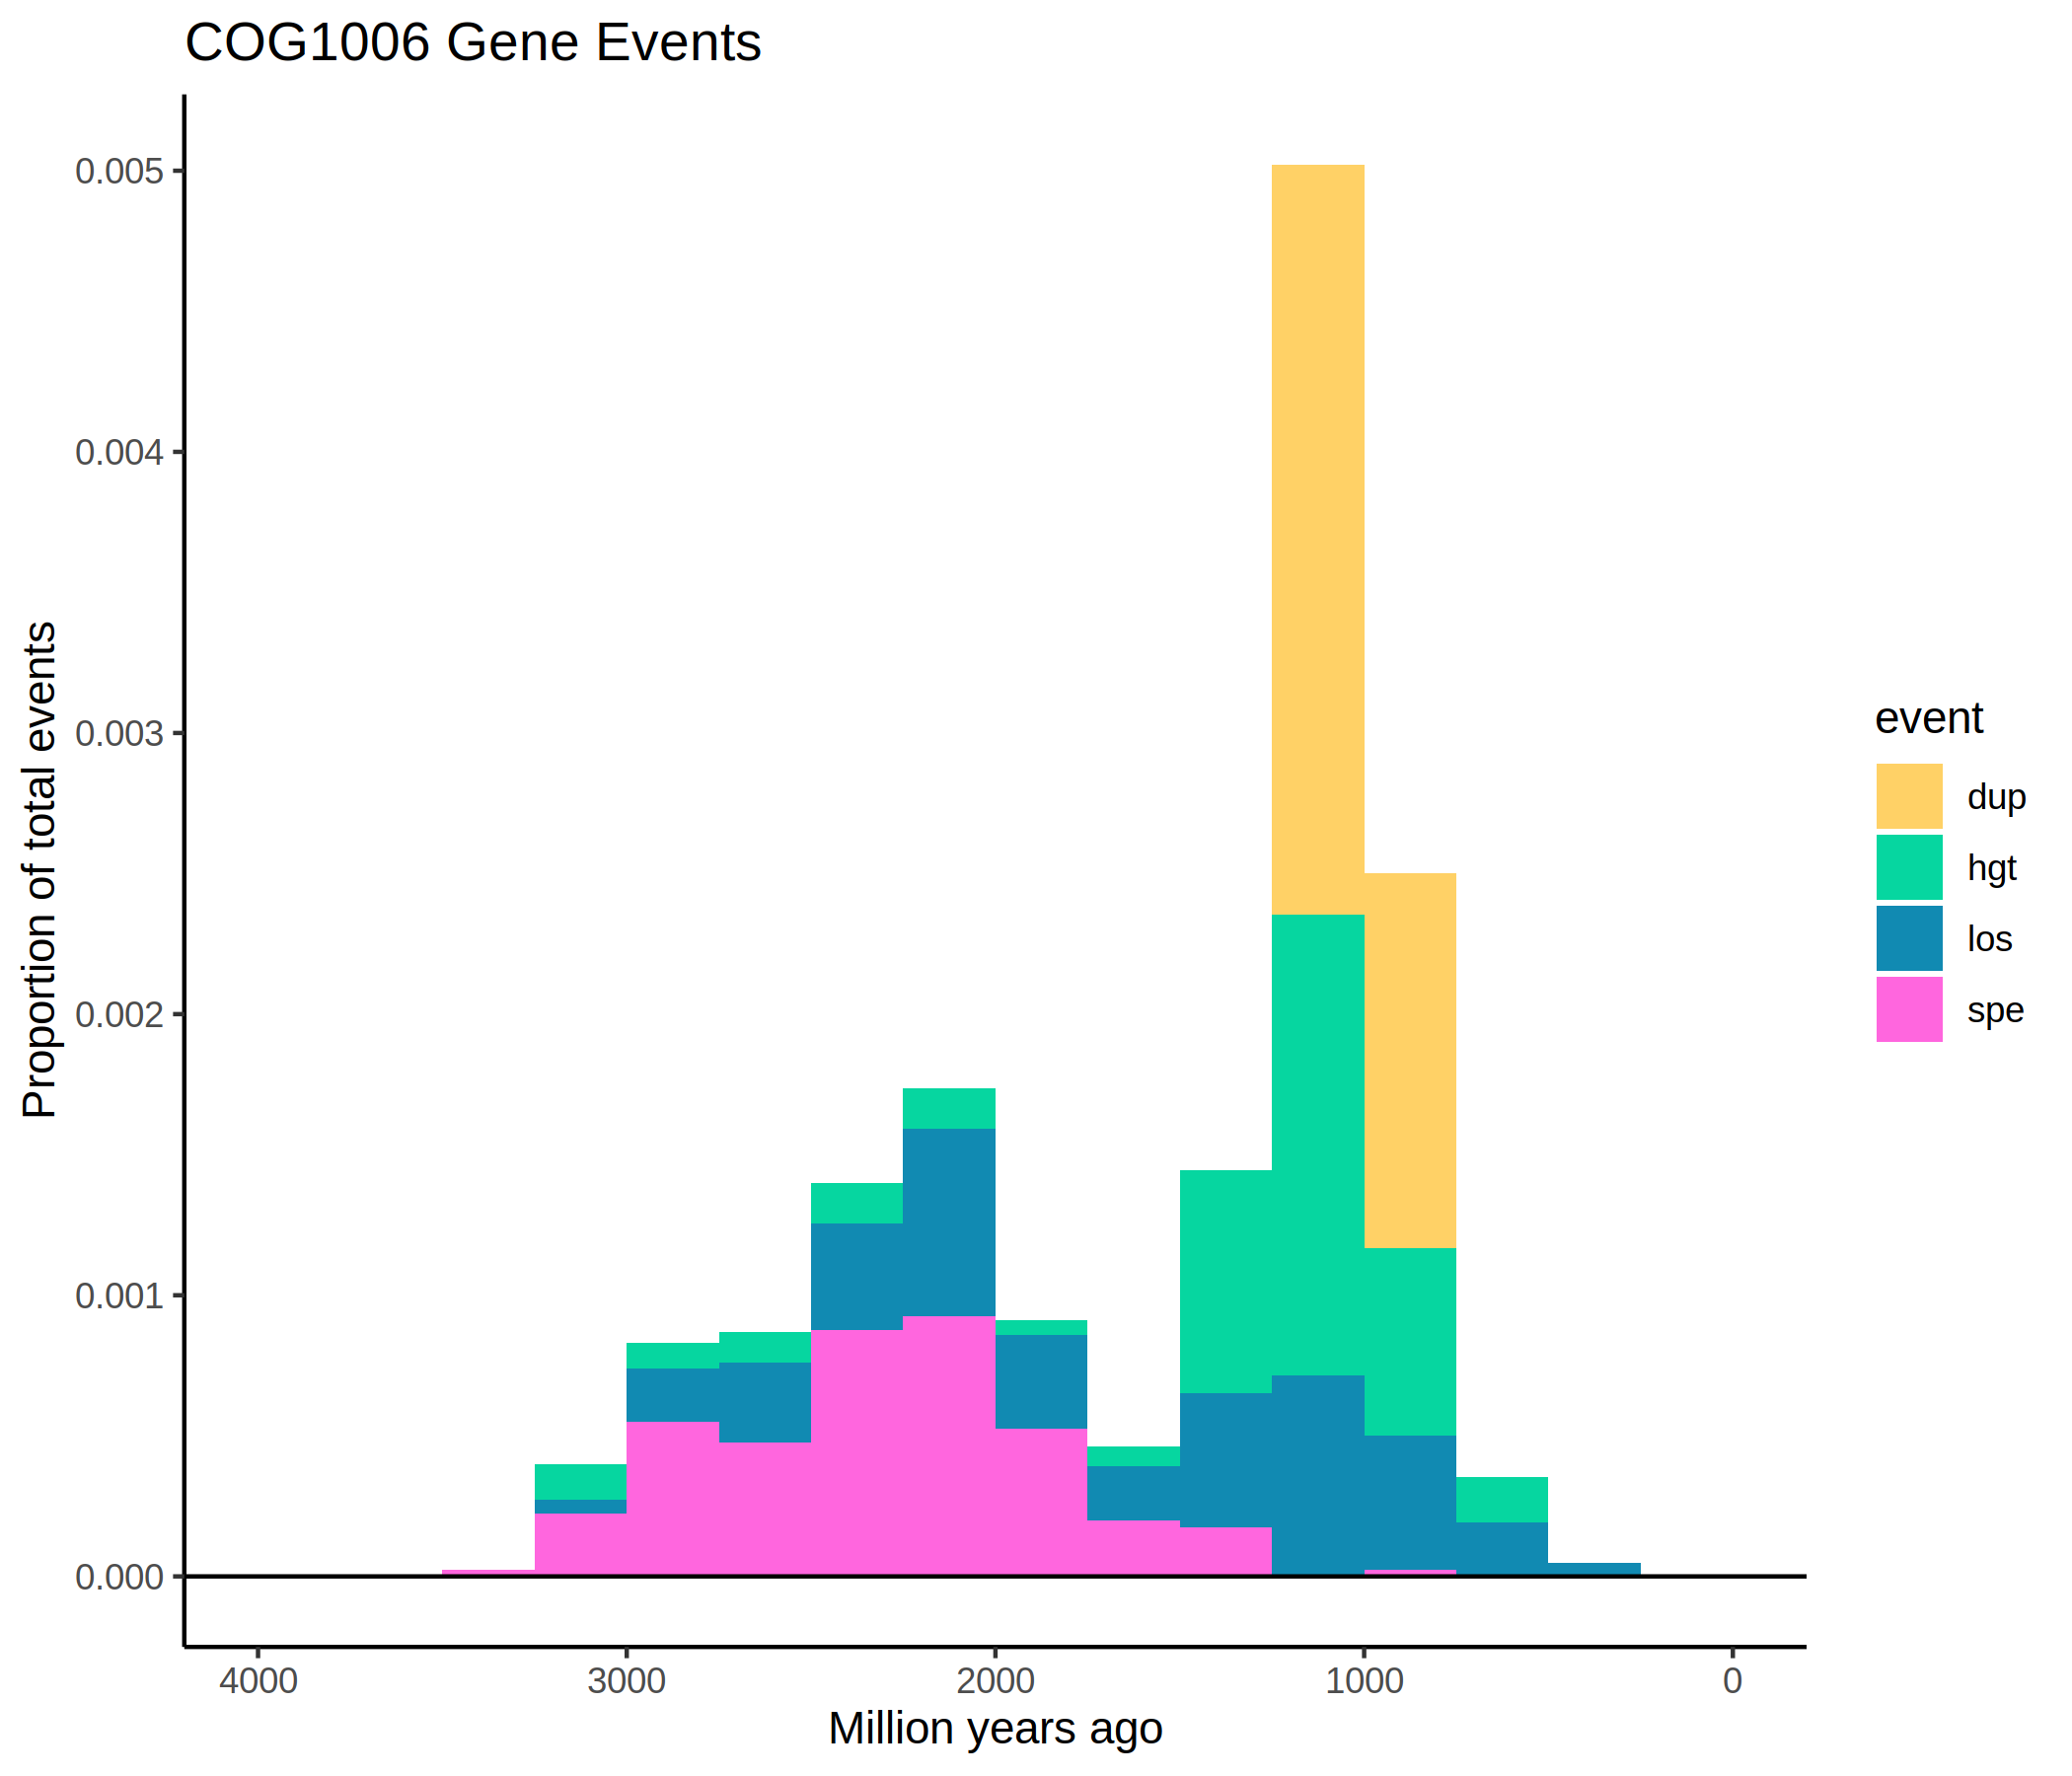 COG1006 Gene Events
Proportion of total events
0.005
0.004
0.003
0.002
0.001
0.000
4000 3000 2000 1000 0
Million years ago
event
dup
hgt
los
spe